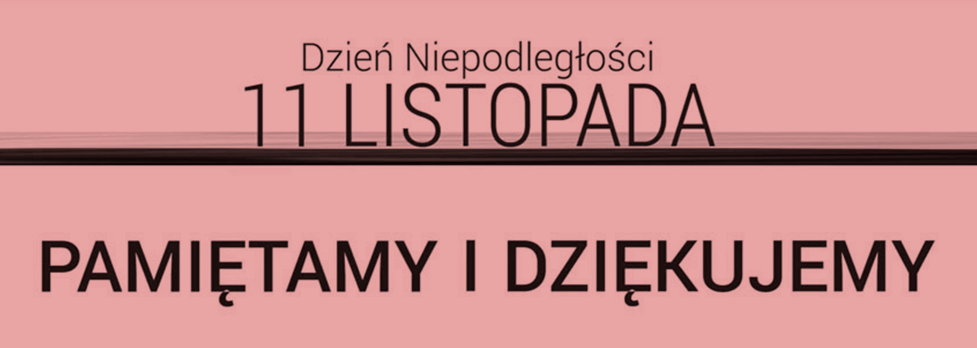 Dzień Niepodległości
11 LISTOPADA
PAMIĘTAMY I DZIĘKUJEMY